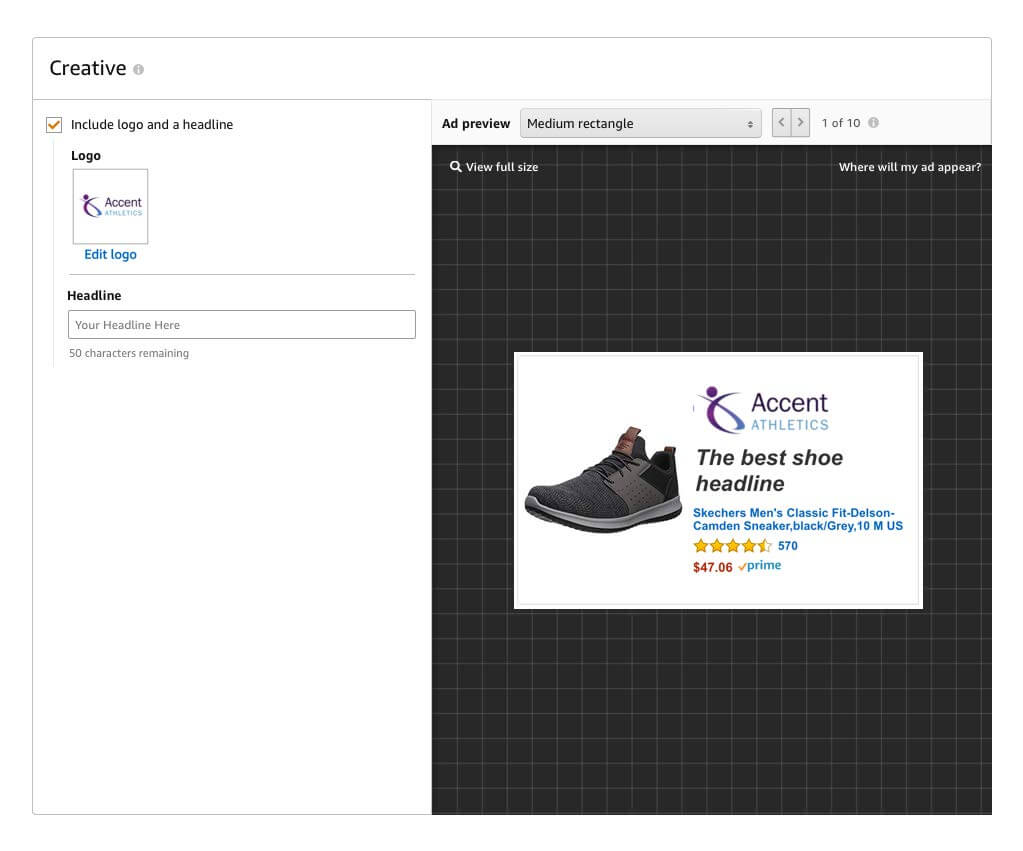 Creative
Include logo and a headline
Logo
Accent
ATHLETICS
Edit logo
Headline
Your Headline Here
50 characters remaining
Ad preview
Medium rectangle
1 of 10
View full size
Where will my ad appear?
Accent
ATHLETICS
The best shoe
headline
Skechers Men's Classic Fit-Delson-
Camden Sneaker,black/Grey,10 M US
570
$47.06 prime